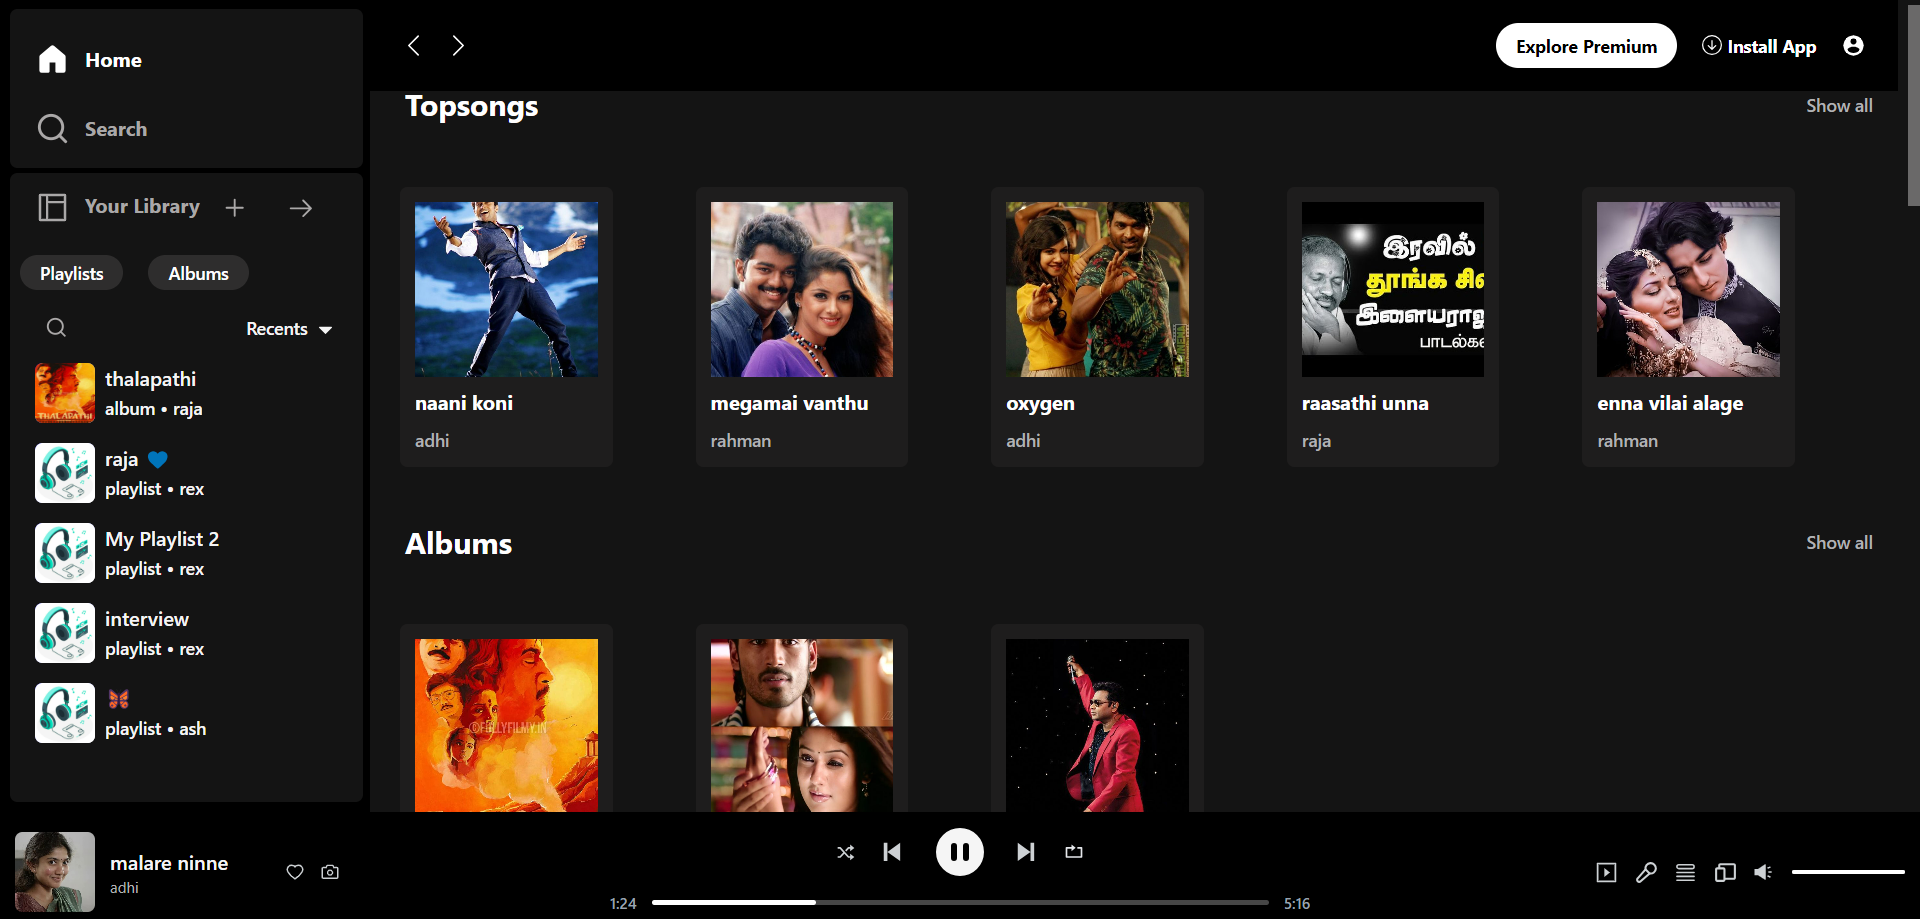 Home
Search
Your Library
Playlists
Albums
Recents
thalapathi
album • raja
THALAPATHI
raja 💙
playlist • rex
My Playlist 2
playlist • rex
interview
playlist • rex
🦋
playlist • ash
Explore Premium
Install App
Topsongs
Show all
naani koni
adhi
megamai vanthu
rahman
oxygen
adhi
இரவில்
தூங்க
இளையராஜ
பாடல்க
raasathi unna
raja
enna vilai alage
rahman
Albums
Show all
©FULLYFILMY.IN
malare ninne
adhi
1:24
5:16